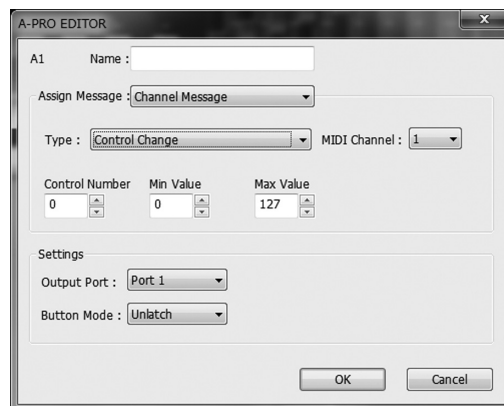 A-PRO EDITOR
x
A1 Name :
Assign Message : Channel Message
Type : Control Change MIDI Channel : 1
Control Number Min Value Max Value
0 0 127
Settings
Output Port : Port 1
Button Mode : Unlatch
OK Cancel